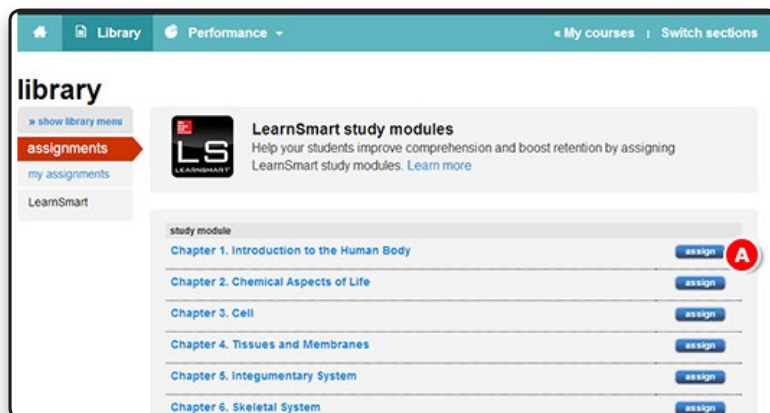 Library Performance « My courses | Switch sections
library
» show library menu
assignments
my assignments
LearnSmart
LS
LEARNSMART
LearnSmart study modules
Help your students improve comprehension and boost retention by assigning
LearnSmart study modules. Learn more
study module
Chapter 1. Introduction to the Human Body assign A
Chapter 2. Chemical Aspects of Life assign
Chapter 3. Cell assign
Chapter 4. Tissues and Membranes assign
Chapter 5. Integumentary System assign
Chapter 6. Skeletal System assign